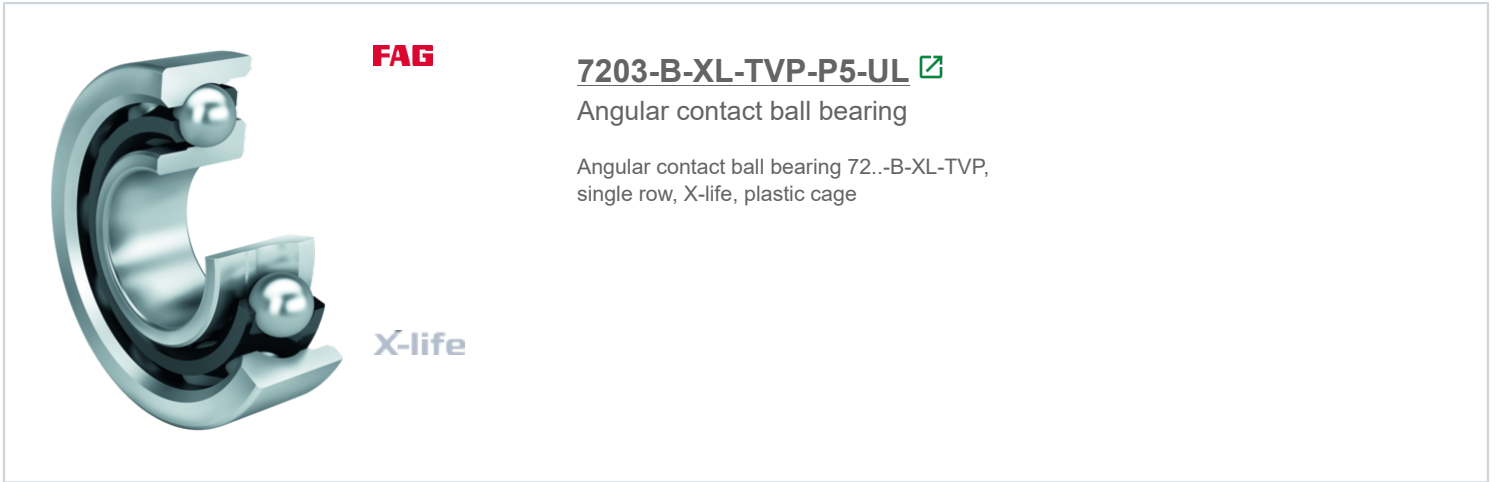 FAG
7203-B-XL-TVP-P5-UL
Angular contact ball bearing
Angular contact ball bearing 72..-B-XL-TVP,
single row, X-life, plastic cage
X-life